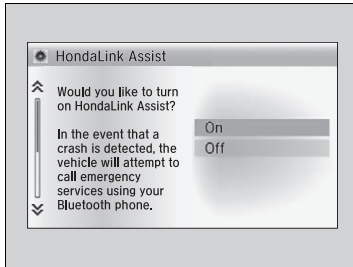 HondaLink Assist
Would you like to turn
on HondaLink Assist?
In the event that a
crash is detected, the
vehicle will attempt to
call emergency
services using your
Bluetooth phone.
On
Off